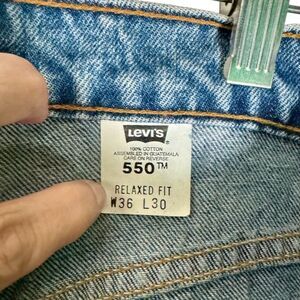 LEVI'S
100% COTTON
ASSEMBLED IN GUATEMALA
CARE ON REVERSE
550™
RELAXED FIT
W36 L30